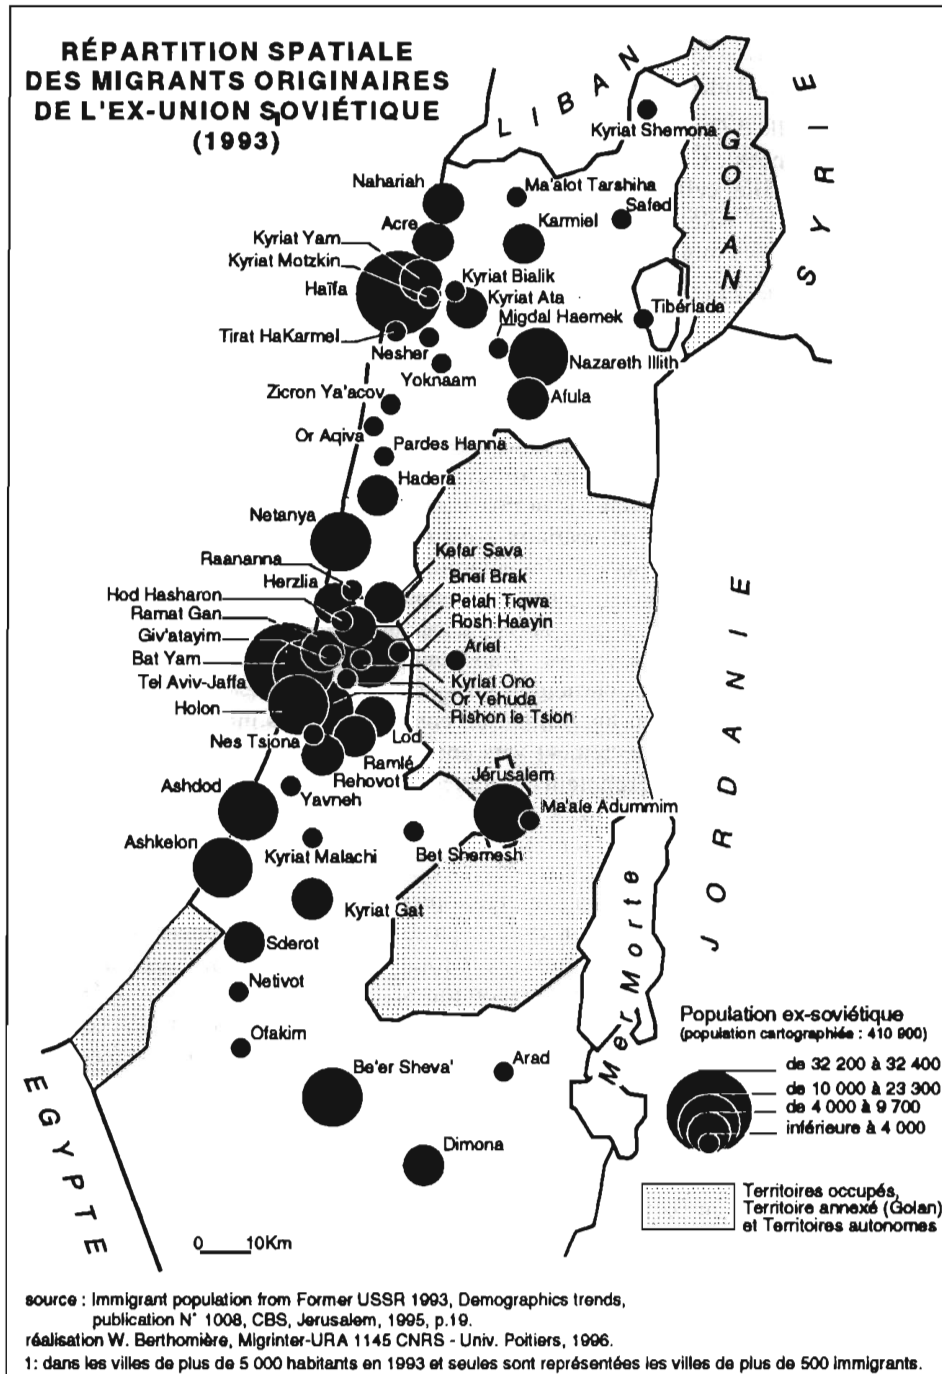 RÉPARTITION SPATIALE
DES MIGRANTS ORIGINAIRES
DE L'EX-UNION SOVIÉTIQUE
(1993)
LIBAN
SYRIE
GOLAN
Kyriat Shemona
Nahariah
Ma'alot Tarshiha
Safed
Acre
Karmiel
Kyriat Yam
Kyriat Motzkin
Haïfa
Kyriat Bialik
Kyriat Ata
Migdal Haemek
Tibériade
Tirat HaKarmel
Nesher
Nazareth Illith
Yoknaam
Zicron Ya'acov
Afula
Or Aqiva
Pardes Hanna
Hadera
Netanya
Raananna
Kefar Sava
Herzlia
Bnei Brak
Hod Hasharon
Petah Tiqwa
Ramat Gan
Rosh Haayin
Giv'atayim
Ariel
Bat Yam
Kyriat Ono
Tel Aviv-Jaffa
Or Yehuda
Holon
Rishon le Tsion
Nes Tsiona
Lod
Ramlé
Rehovot
Jérusalem
Ashdod
Yavneh
Ma'ale Adummim
Ashkelon
Kyriat Malachi
Bet Shemesh
Kyriat Gat
Sderot
Netivot
Ofakim
Be'er Sheva'
Arad
Dimona
JORDANIE
Mer Morte
EGYPTE
Population ex-soviétique
(population cartographiée : 410 900)
de 32 200 à 32 400
de 10 000 à 23 300
de 4 000 à 9 700
inférieure à 4 000
Territoires occupés,
Territoire annexé (Golan)
et Territoires autonomes
0 10Km
source : Immigrant population from Former USSR 1993, Demographics trends,
publication N° 1008, CBS, Jerusalem, 1995, p.19.
réalisation W. Berthomière, Migrinter-URA 1145 CNRS - Univ. Poitiers, 1996.
1: dans les villes de plus de 5 000 habitants en 1993 et seules sont représentées les villes de plus de 500 immigrants.